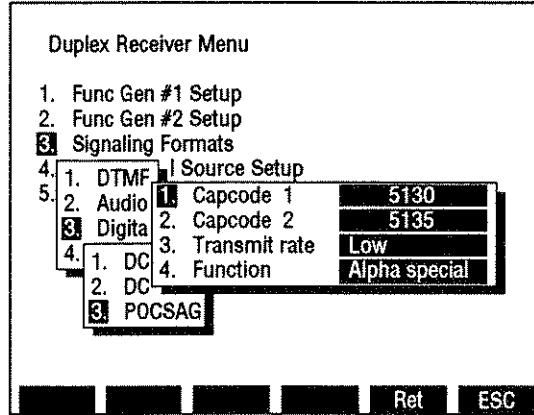 Duplex Receiver Menu
1. Func Gen #1 Setup
2. Func Gen #2 Setup
3. Signaling Formats
4. l Source Setup
5.
1. DTMF
2. Audio
3. Digita
4.
1. DC
2. DC
3. POCSAG
1. Capcode 1 5130
2. Capcode 2 5135
3. Transmit rate Low
4. Function Alpha special
Ret ESC